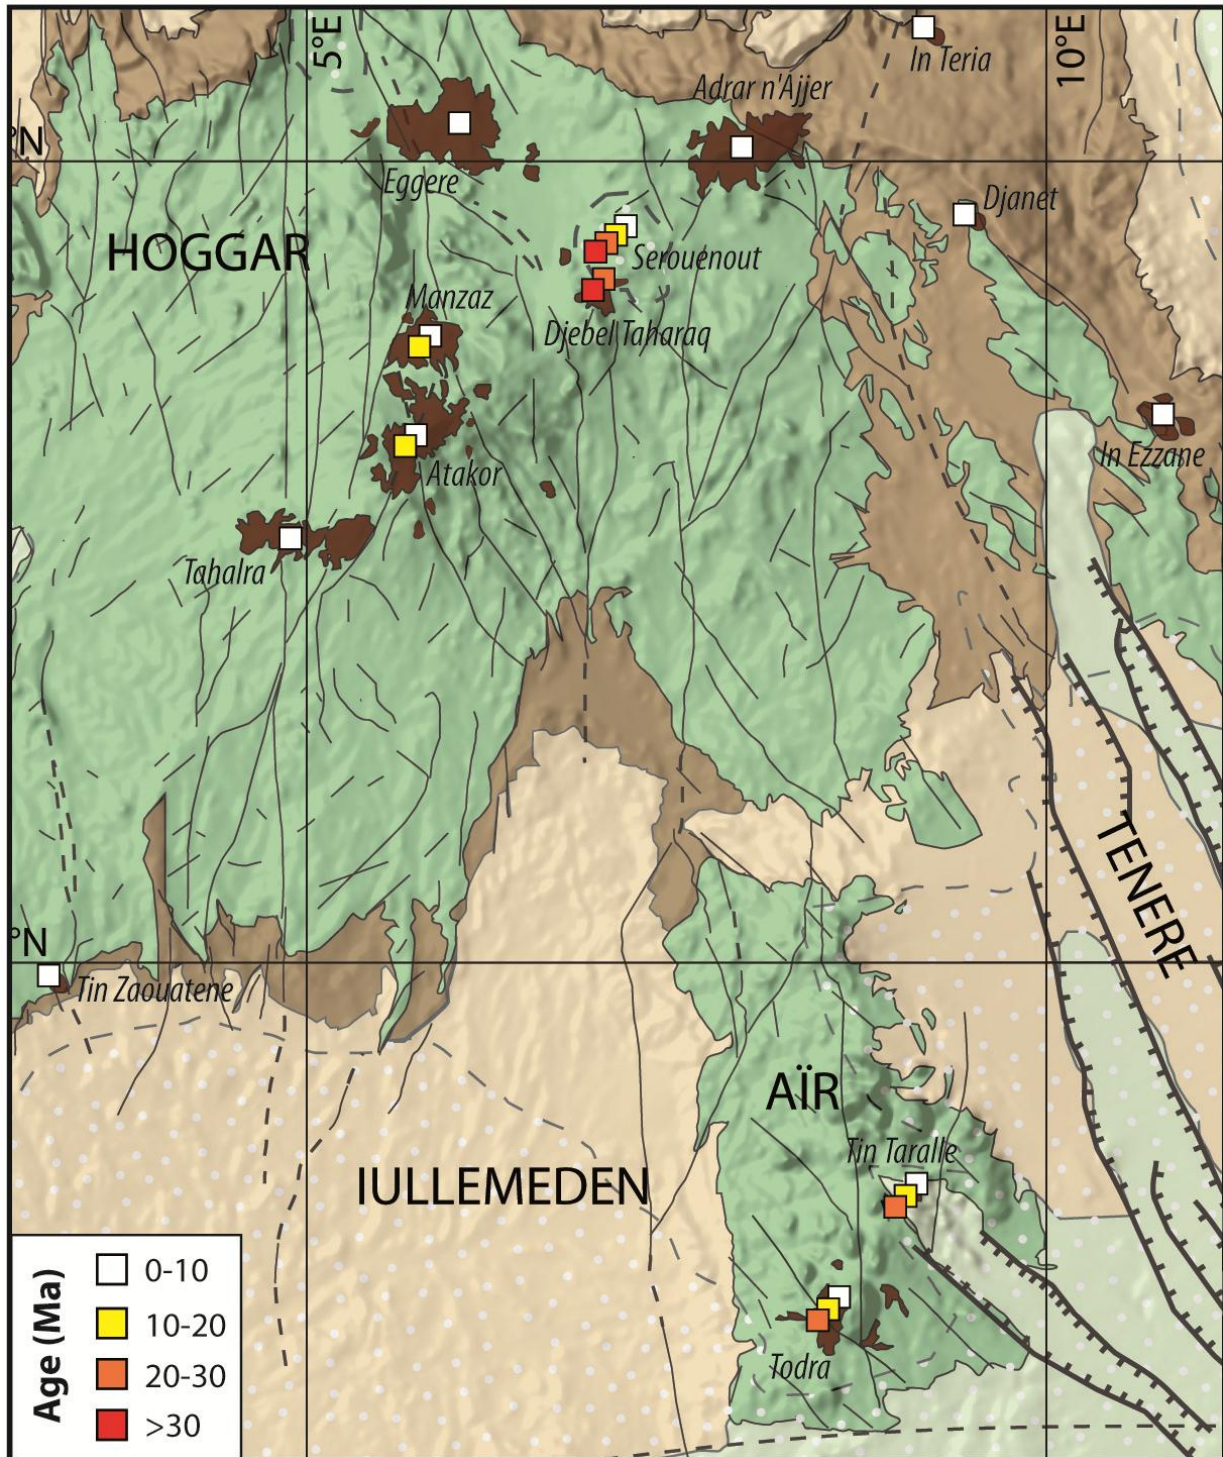 5°E
10°E
In Teria
Adrar n'Ajjer
°N
Eggere
Djanet
HOGGAR
Serouenout
Manzaz
Djebel Taharaq
In Ezzane
Atakor
Tahalra
TENERE
°N
Tin Zaouatene
AÏR
Tin Taralle
IULLEMEDEN
Todra
Age (Ma)
0-10
10-20
20-30
>30